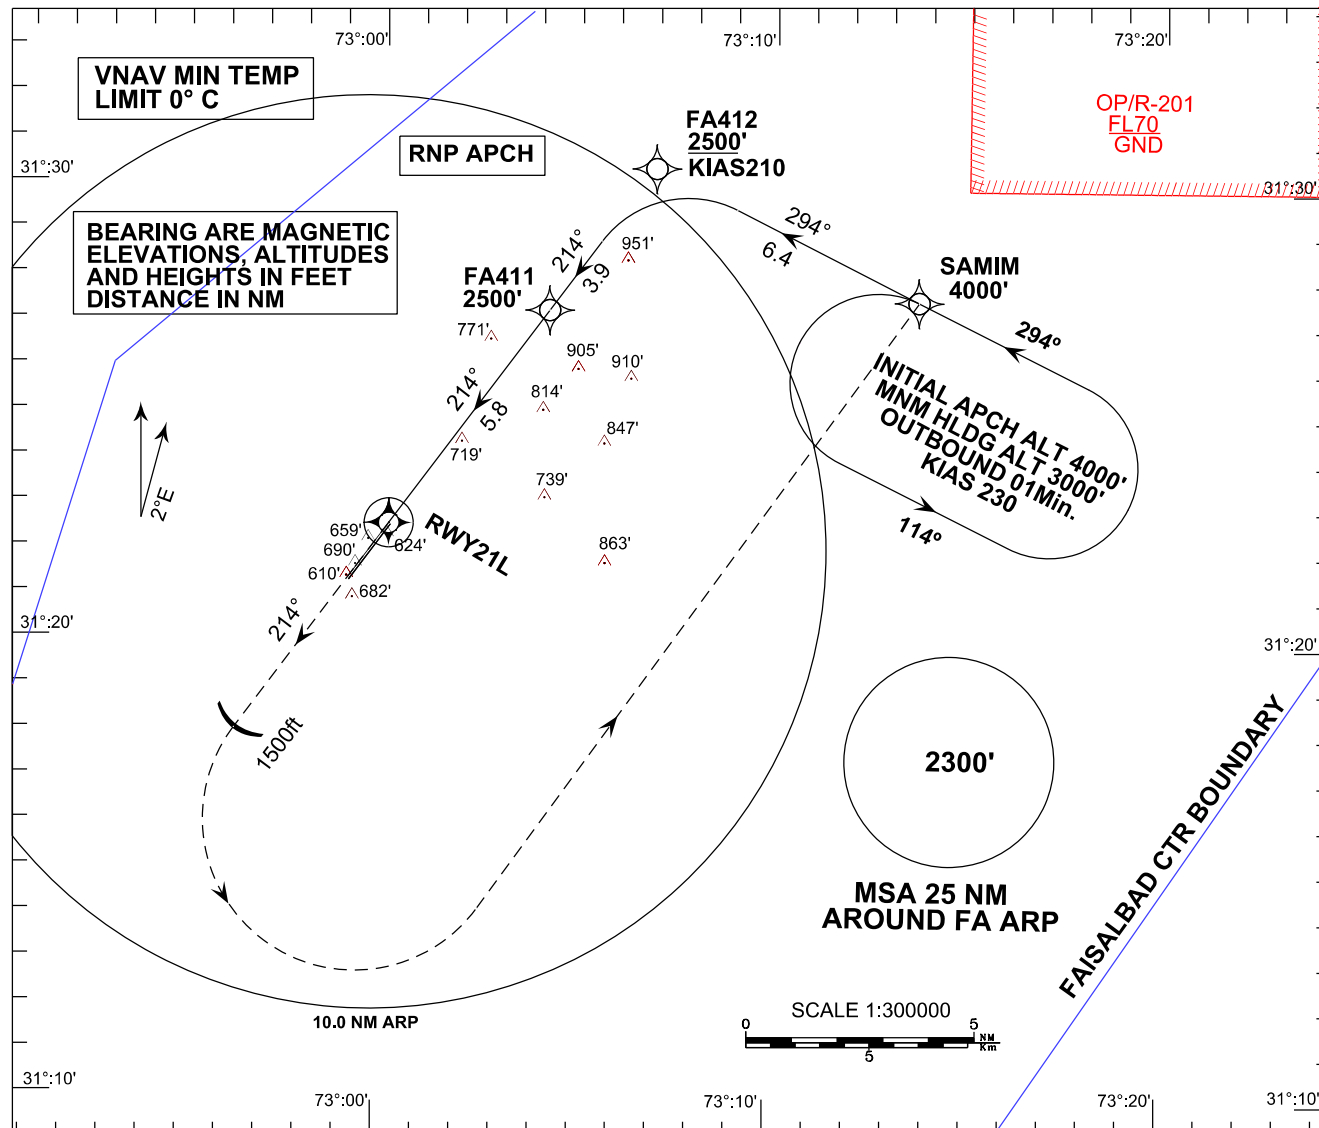 73°:00'
73°:10'
73°:20'
VNAV MIN TEMP
LIMIT 0° C
OP/R-201
FL70
GND
FA412
2500'
KIAS210
RNP APCH
31°:30'
31°:30'
BEARING ARE MAGNETIC
ELEVATIONS, ALTITUDES
AND HEIGHTS IN FEET
DISTANCE IN NM
294°
6.4
951'
214°
3.9
FA411
2500'
SAMIM
4000'
294º
771'
905'
910'
INITIAL APCH ALT 4000'
MNM HLDG ALT 3000'
OUTBOUND 01Min.
KIAS 230
114º
214°
5.8
814'
847'
719'
739'
2°E
RWY21L
659'
624'
690'
610'
682'
863'
214°
31°:20'
31°:20'
1500ft
2300'
MSA 25 NM
AROUND FA ARP
FAISALBAD CTR BOUNDARY
10.0 NM ARP
SCALE 1:300000
0
5
NM
Km
5
31°:10'
31°:10'
73°:00'
73°:10'
73°:20'